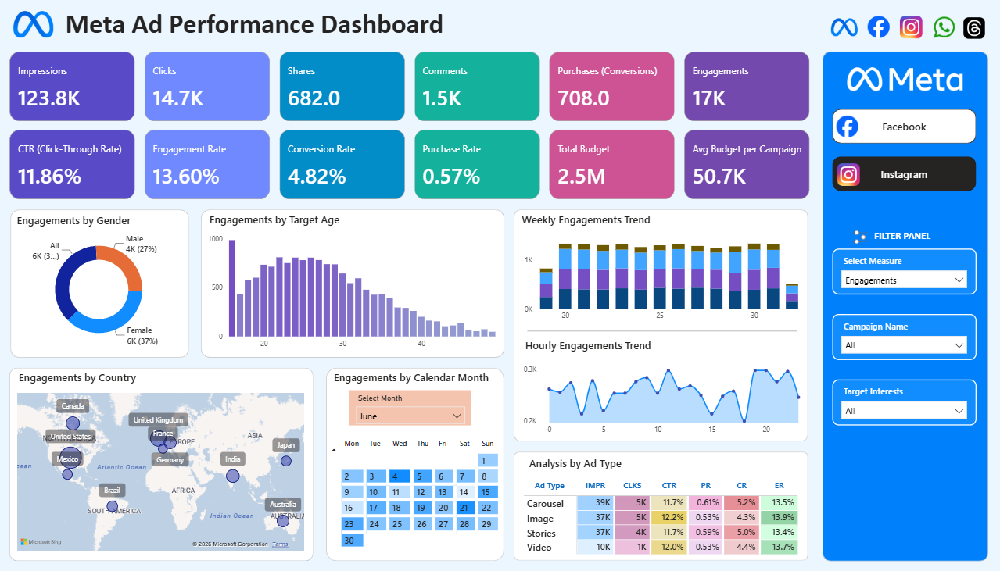 Meta Ad Performance Dashboard
Impressions
123.8K
Clicks
14.7K
Shares
682.0
Comments
1.5K
Purchases (Conversions)
708.0
Engagements
17K
CTR (Click-Through Rate)
11.86%
Engagement Rate
13.60%
Conversion Rate
4.82%
Purchase Rate
0.57%
Total Budget
2.5M
Avg Budget per Campaign
50.7K
Engagements by Gender
All
6K (3...)
Male
4K (27%)
Female
6K (37%)
Engagements by Target Age
1000
500
0
20 30 40
Weekly Engagements Trend
1K
0K
20 25 30
Hourly Engagements Trend
0.3K
0.2K
0 5 10 15 20
Engagements by Country
Canada
United Kingdom
France
United States
EUROPE
ASIA
Mexico
Germany
India
Japan
ocean
Atlantic Ocean
AFRICA
Brazil
SOUTH AMERICA
Indian Ocean
Australia
AUSTRALIA
Microsoft Bing
© 2026 Microsoft Corporation Terms
Engagements by Calendar Month
Select Month
June
Mon Tue Wed Thu Fri Sat Sun
1
2 3 4 5 6 7 8
9 10 11 12 13 14 15
16 17 18 19 20 21 22
23 24 25 26 27 28 29
30
Analysis by Ad Type
Ad Type IMPR CLKS CTR PR CR ER
Carousel 39K 5K 11.7% 0.61% 5.2% 13.5%
Image 37K 5K 12.2% 0.53% 4.3% 13.9%
Stories 37K 4K 11.7% 0.59% 5.0% 13.4%
Video 10K 1K 12.0% 0.53% 4.4% 13.7%
Meta
Facebook
Instagram
FILTER PANEL
Select Measure
Engagements
Campaign Name
All
Target Interests
All